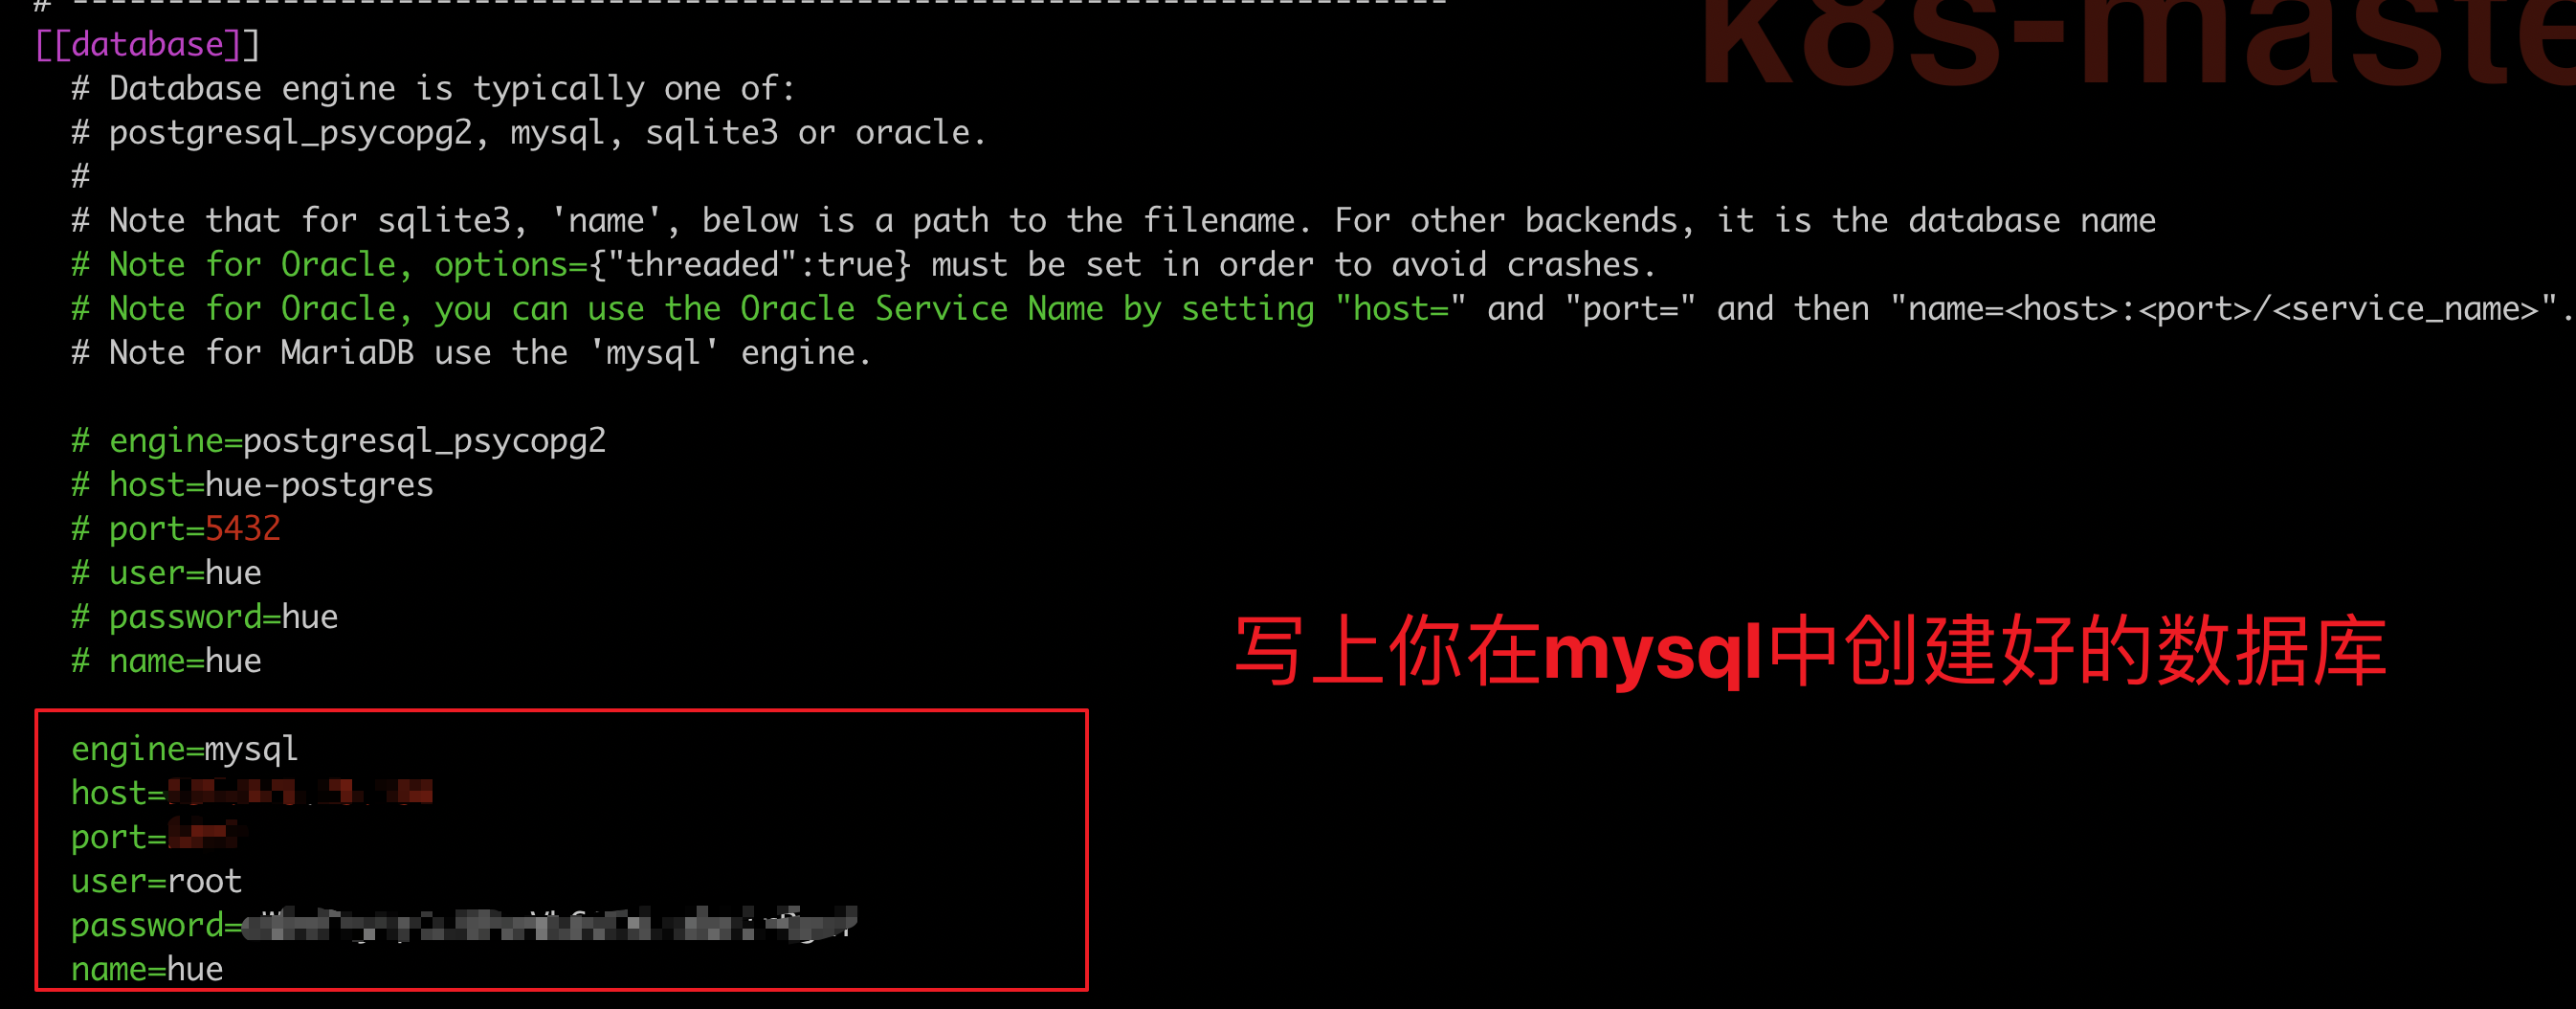 # ------------------------------------------------------------------------
k8s-maste
[[database]]
# Database engine is typically one of:
# postgresql_psycopg2, mysql, sqlite3 or oracle.
#
# Note that for sqlite3, 'name', below is a path to the filename. For other backends, it is the database name
# Note for Oracle, options={"threaded":true} must be set in order to avoid crashes.
# Note for Oracle, you can use the Oracle Service Name by setting "host=" and "port=" and then "name=<host>:<port>/<service_name>".
# Note for MariaDB use the 'mysql' engine.
# engine=postgresql_psycopg2
# host=hue-postgres
# port=5432
# user=hue
# password=hue
# name=hue
写上你在mysql中创建好的数据库
engine=mysql
host=
port=
user=root
password=
name=hue